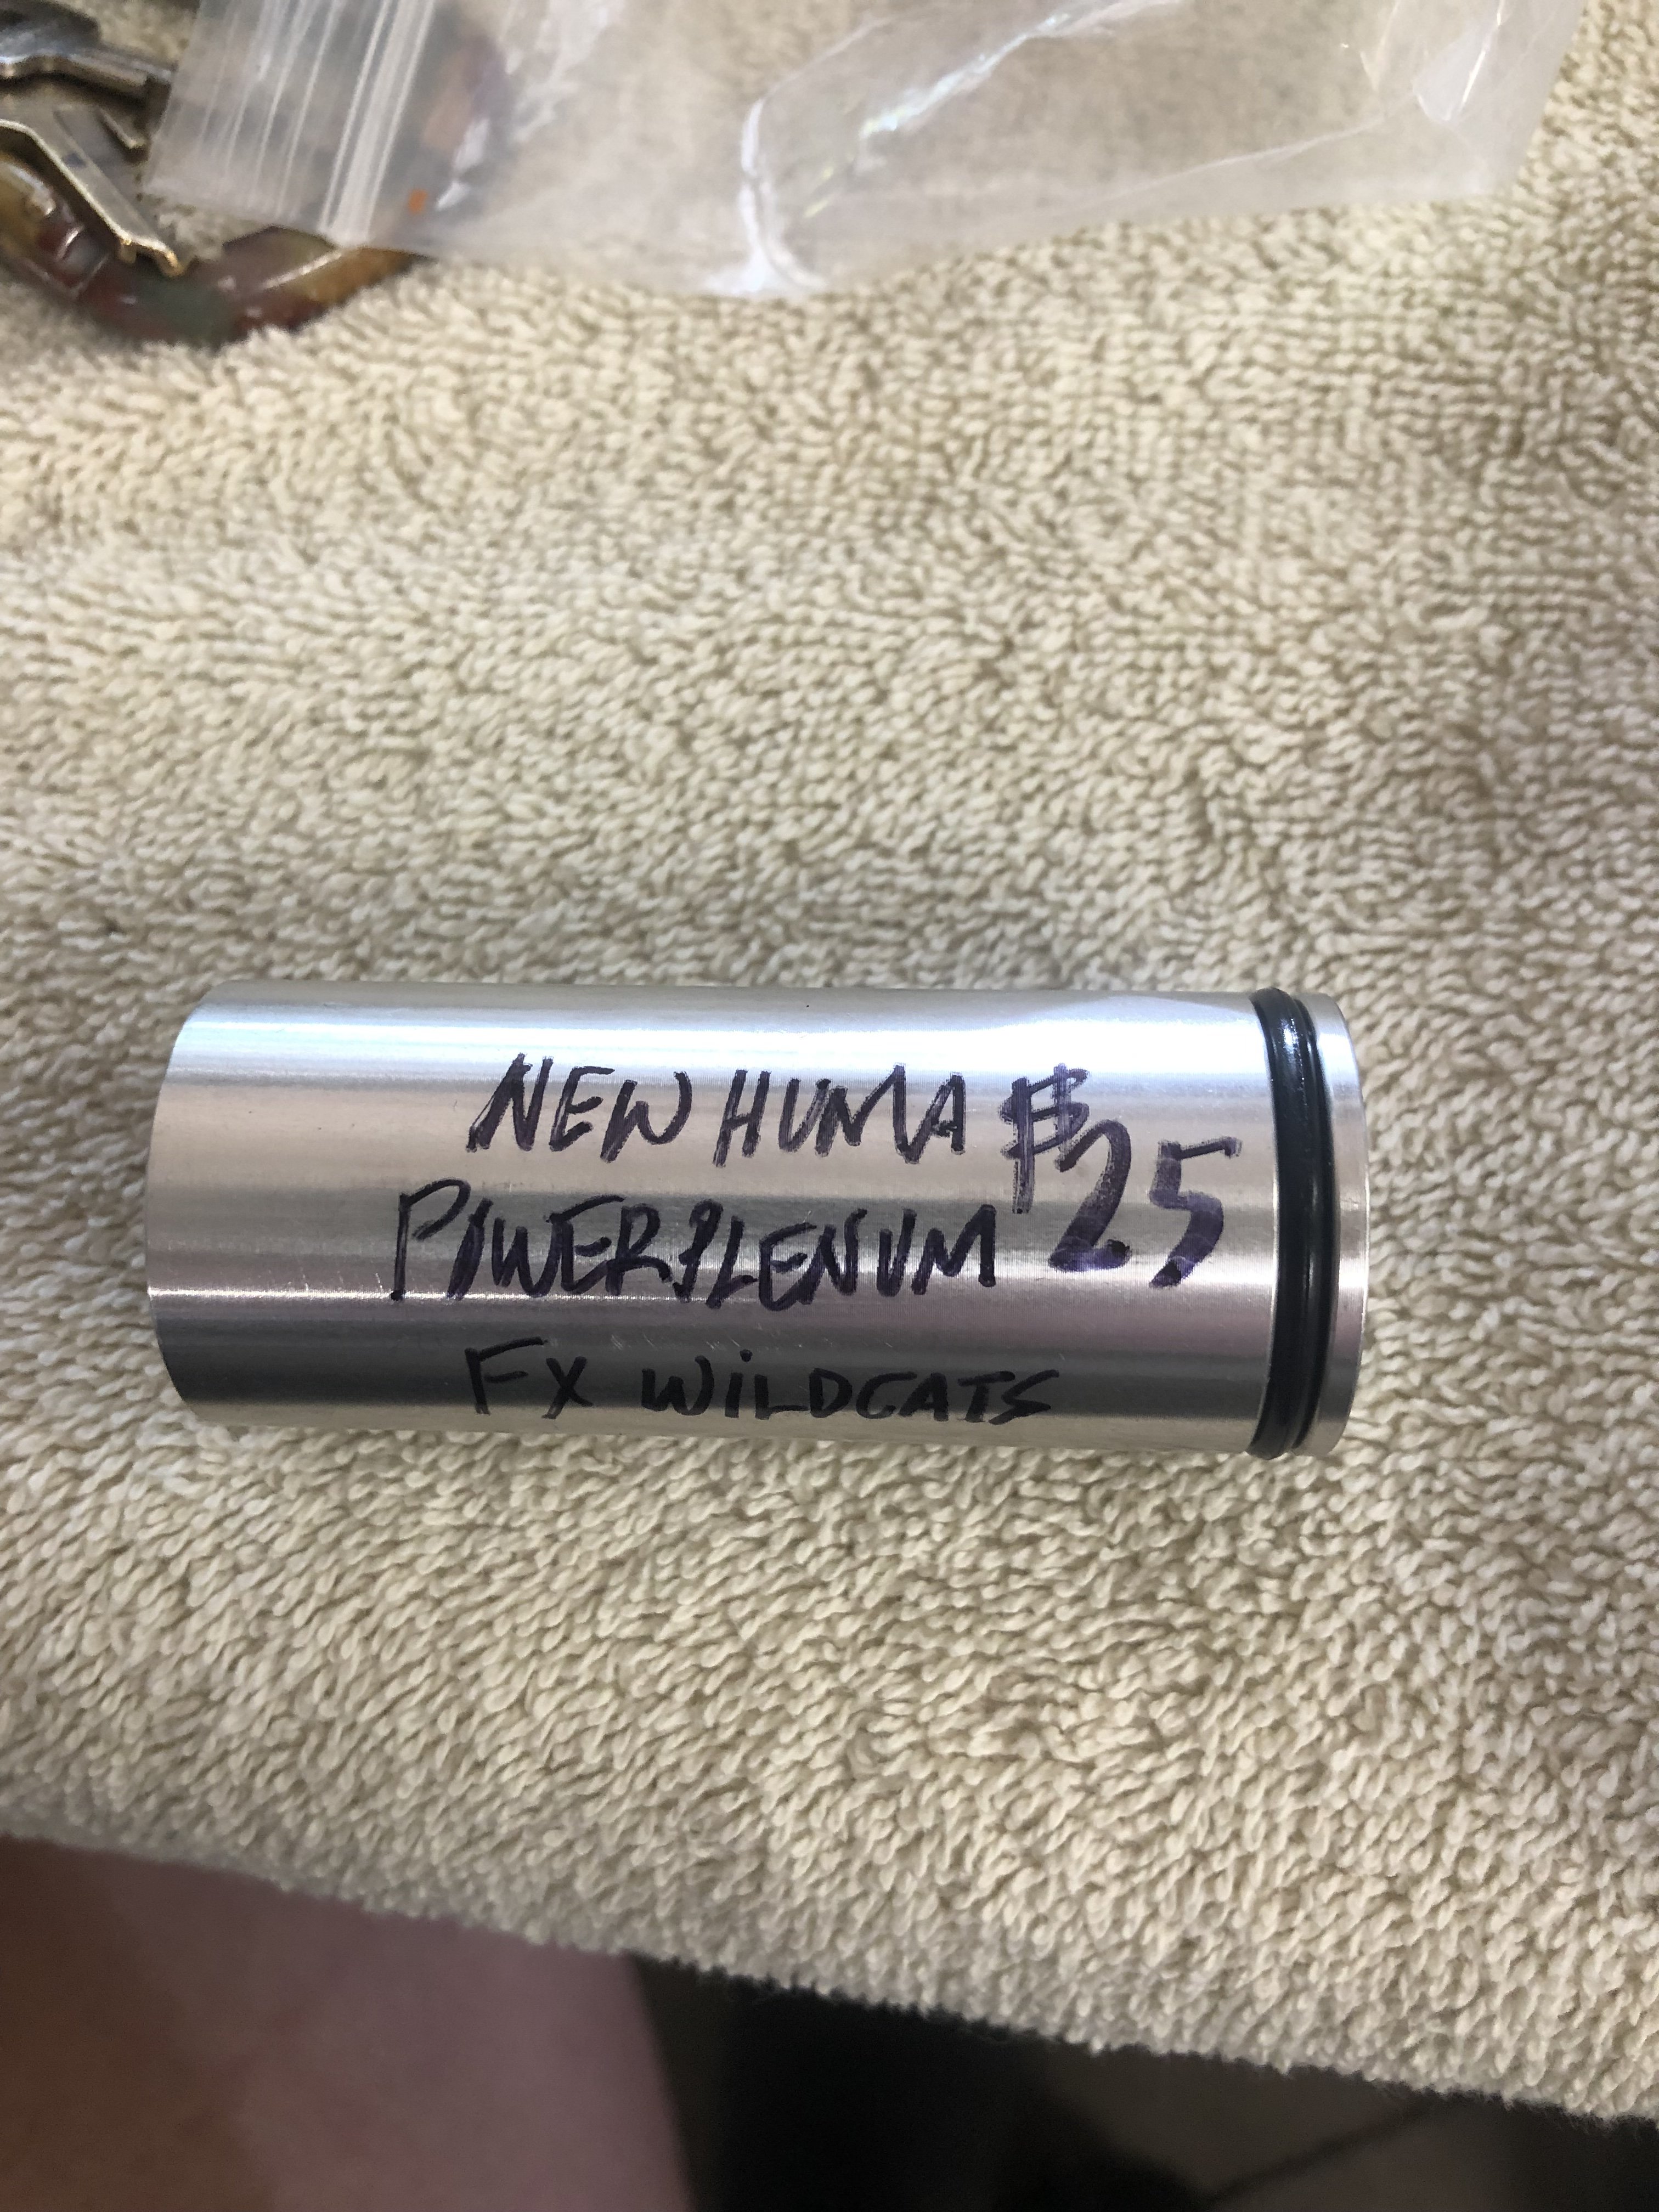 NEW HUMA $25
POWERPLENUM
FX WiLDCATS